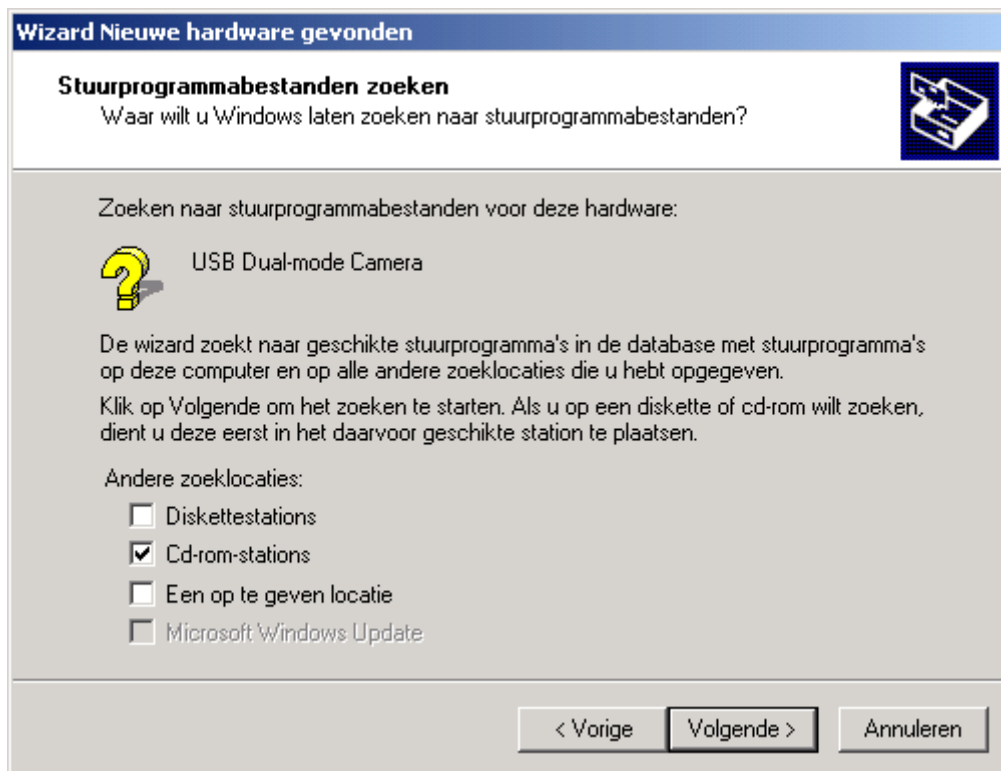 Wizard Nieuwe hardware gevonden
Stuurprogrammabestanden zoeken
Waar wilt u Windows laten zoeken naar stuurprogrammabestanden?
Zoeken naar stuurprogrammabestanden voor deze hardware:
USB Dual-mode Camera
De wizard zoekt naar geschikte stuurprogramma's in de database met stuurprogramma's
op deze computer en op alle andere zoeklocaties die u hebt opgegeven.
Klik op Volgende om het zoeken te starten. Als u op een diskette of cd-rom wilt zoeken,
dient u deze eerst in het daarvoor geschikte station te plaatsen.
Andere zoeklocaties:
Diskettestations
Cd-rom-stations
Een op te geven locatie
Microsoft Windows Update
< Vorige
Volgende >
Annuleren